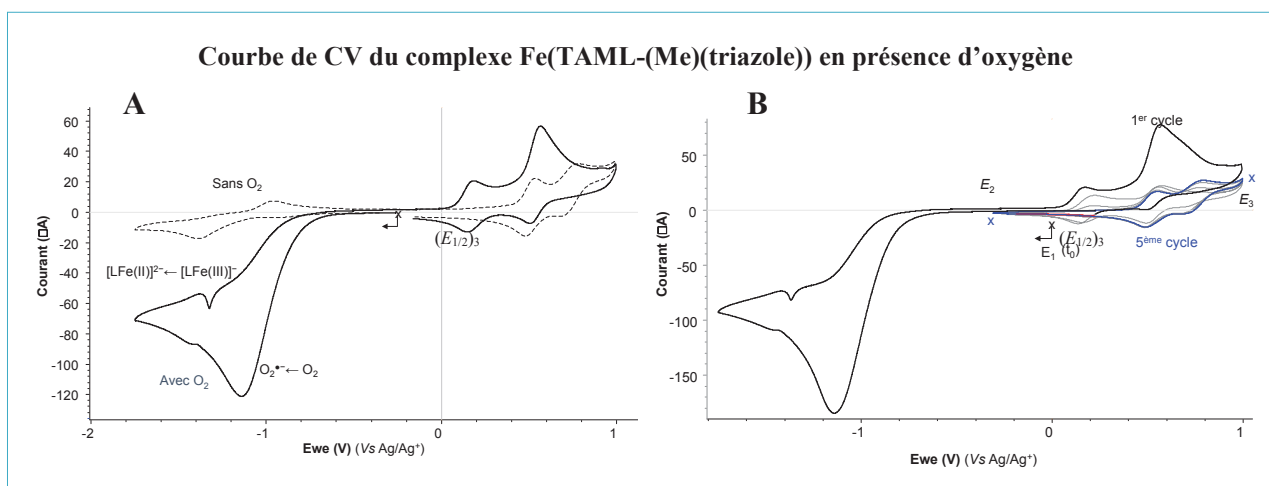 Courbe de CV du complexe Fe(TAML-(Me)(triazole)) en présence d’oxygène
A
60
40
20
0
-20
-40
-60
-80
-100
-120
Courant (□A)
Sans O₂
(E₁/₂)₃
[LFe(II)]²⁻← [LFe(III)]⁻
Avec O₂
O₂•⁻← O₂
-2
-1
0
1
Ewe (V) (Vs Ag/Ag⁺)
B
50
0
-50
-100
-150
Courant (□A)
1ᵉʳ cycle
x
E₂
E₃
x
x
(E₁/₂)₃
E₁ (t₀)
5ᵉᵐᵉ cycle
-1
0
1
Ewe (V) (Vs Ag/Ag⁺)